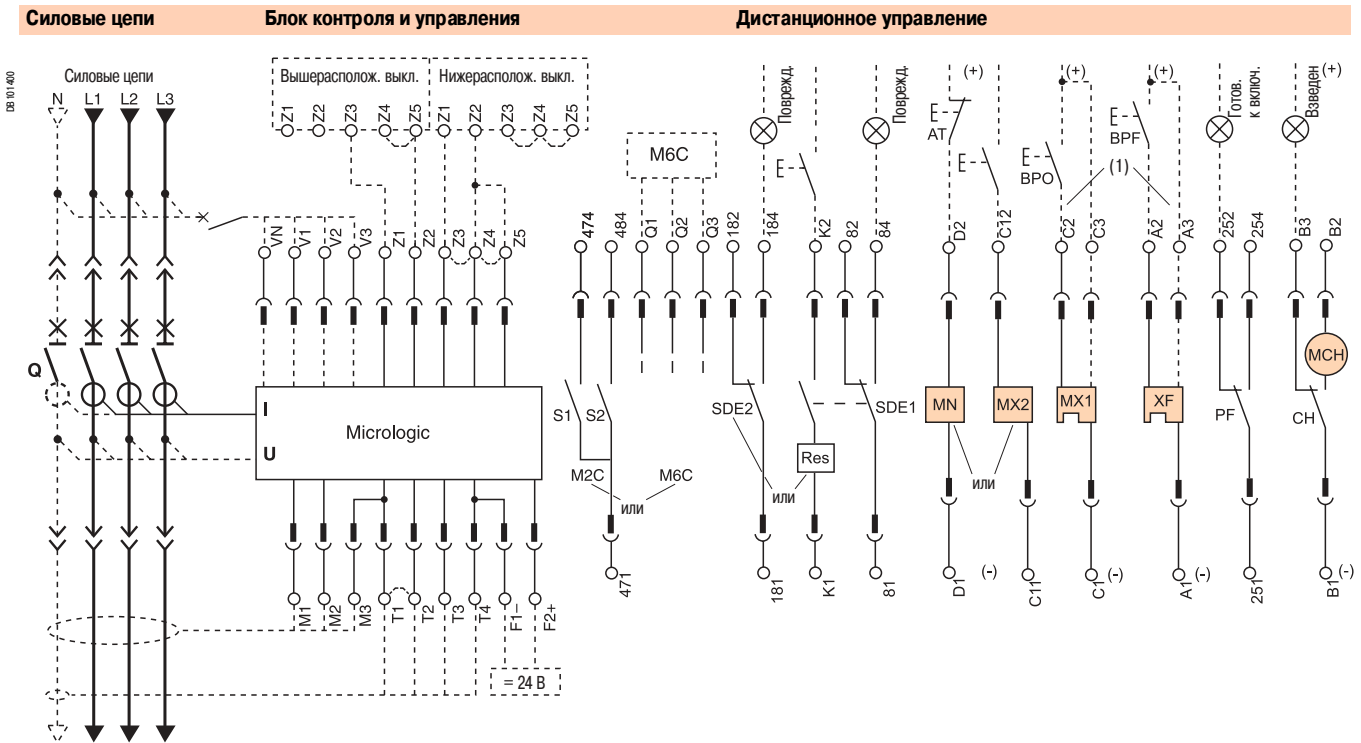 Силовые цепи Блок контроля и управления Дистанционное управление
DB101400
Силовые цепи
N L1 L2 L3
Вышерасполож. выкл. Нижерасполож. выкл.
Z1 Z2 Z3 Z4 Z5 Z1 Z2 Z3 Z4 Z5
M6C
Поврежд.
Поврежд.
(+) (+) (+)
Готов. к включ.
Взведен (+)
AT BPO BPF
(1)
VN V1 V2 V3 Z1 Z2 Z3 Z4 Z5
474 484 Q1 Q2 Q3 182 184 K2 82 84 D2 C12 C2 C3 A2 A3 252 254 B3 B2
MCH
Q
I
U
Micrologic
S1 S2 SDE2 SDE1 MN MX2 MX1 XF PF CH
Res
M2C M6C
или
или
или
471 181 K1 81 D1 (-) C11 C1 (-) A1 (-) 251 B1 (-)
M1 M2 M3 T1 T2 T3 T4 F1– F2+
= 24 В